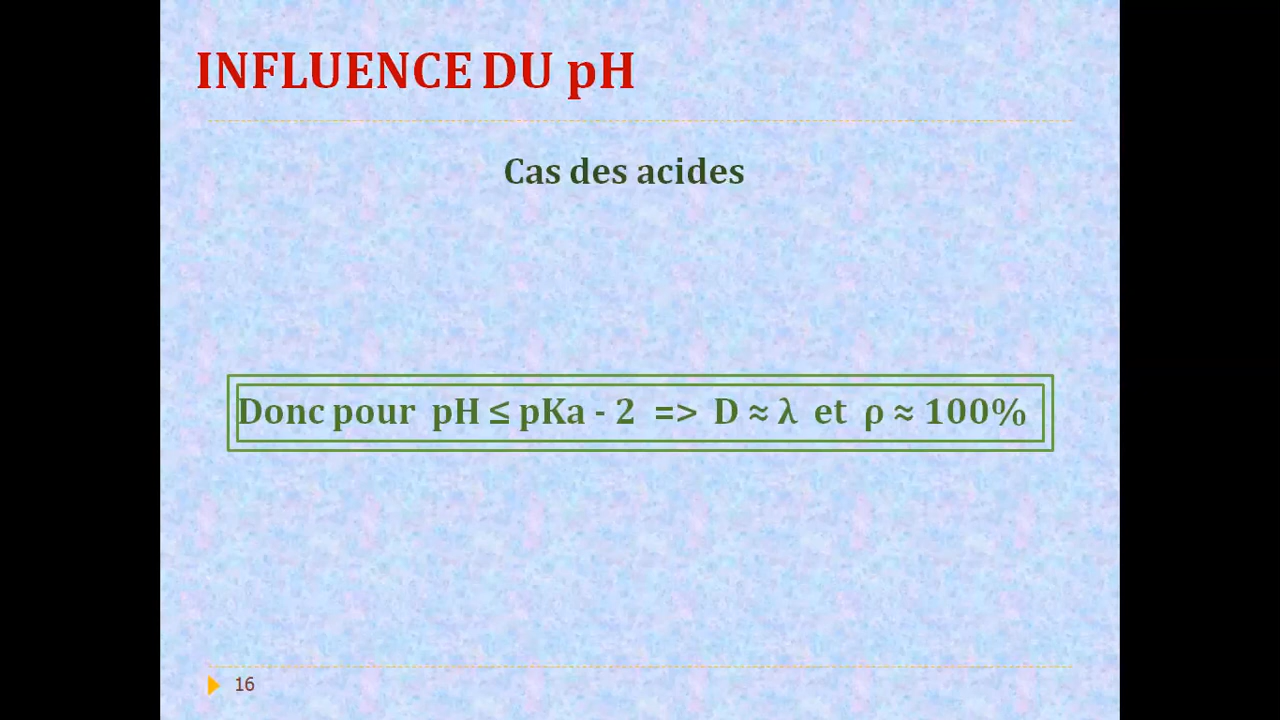 INFLUENCE DU pH
Cas des acides
Donc pour pH ≤ pKa - 2 => D ≈ λ et ρ ≈ 100%
16